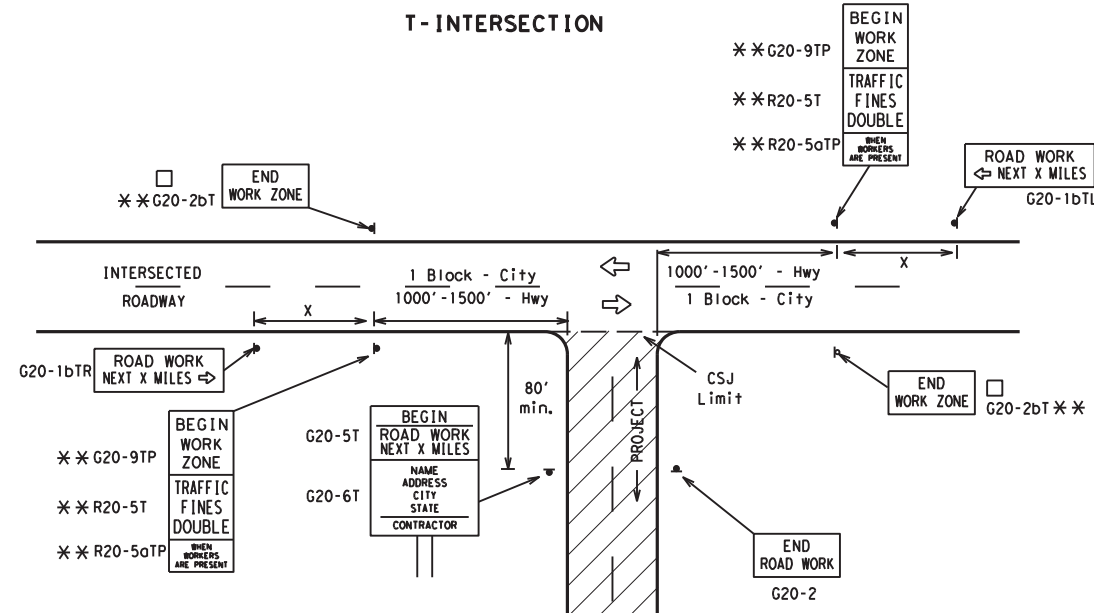 T-INTERSECTION
BEGIN
WORK
ZONE
TRAFFIC
FINES
DOUBLE
WHEN
WORKERS
ARE PRESENT
**G20-9TP
**R20-5T
**R20-5aTP
ROAD WORK
⇦ NEXT X MILES
G20-1bTL
END
WORK ZONE
□
**G20-2bT
INTERSECTED
ROADWAY
X
1 Block - City
1000'-1500' - Hwy
1000'-1500' - Hwy
1 Block - City
X
G20-1bTR
ROAD WORK
NEXT X MILES ⇨
80'
min.
CSJ
Limit
PROJECT
END
WORK ZONE
□
G20-2bT **
**G20-9TP
**R20-5T
**R20-5aTP
BEGIN
WORK
ZONE
TRAFFIC
FINES
DOUBLE
WHEN
WORKERS
ARE PRESENT
G20-5T
G20-6T
BEGIN
ROAD WORK
NEXT X MILES
NAME
ADDRESS
CITY
STATE
CONTRACTOR
END
ROAD WORK
G20-2